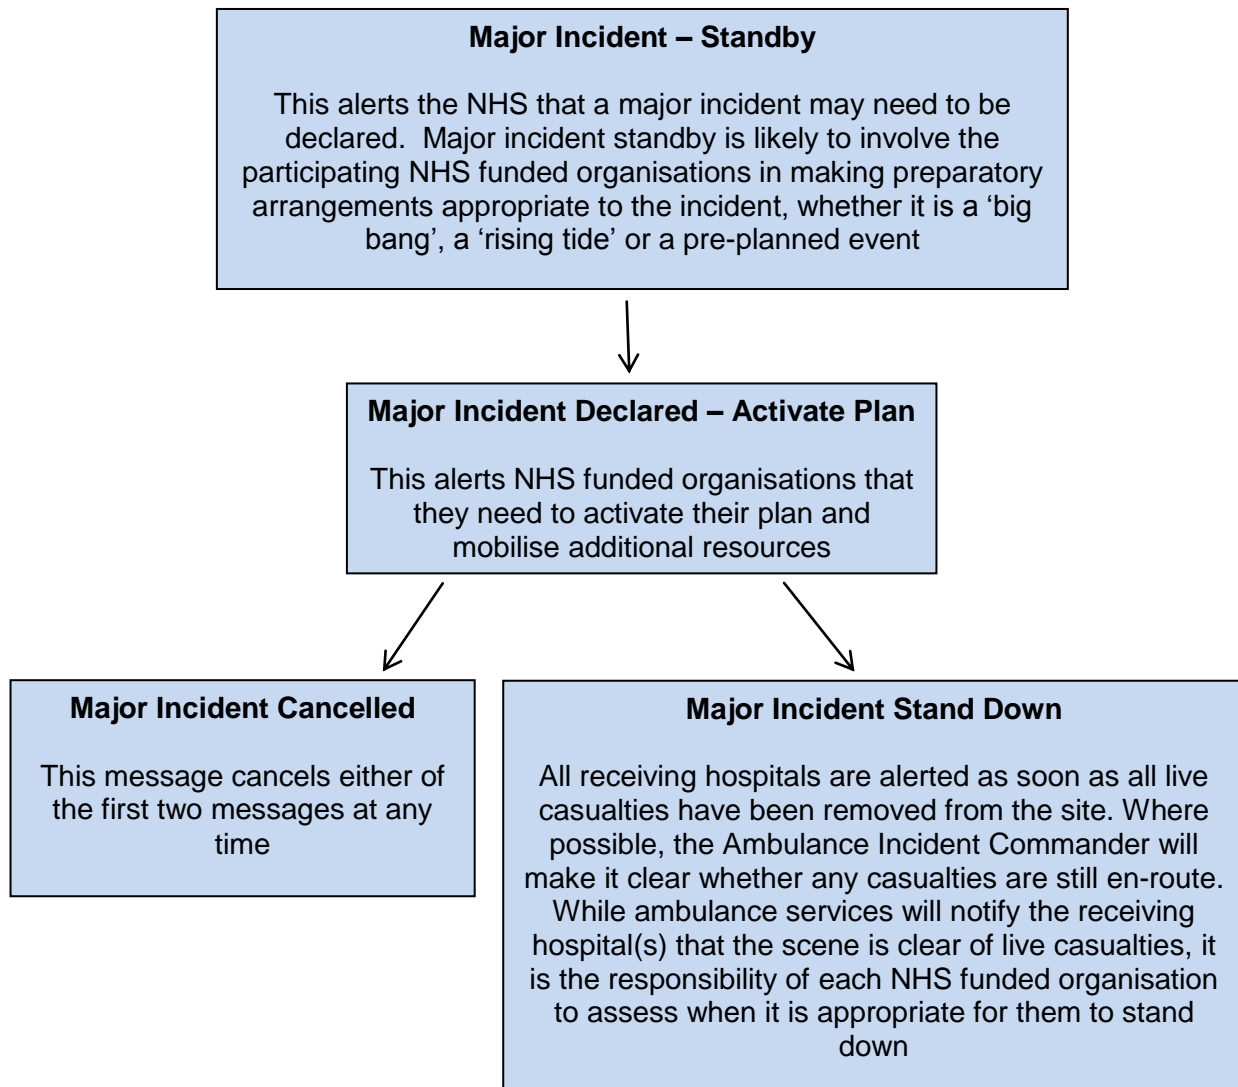 Major Incident – Standby
This alerts the NHS that a major incident may need to be
declared.  Major incident standby is likely to involve the
participating NHS funded organisations in making preparatory
arrangements appropriate to the incident, whether it is a ‘big
bang’, a ‘rising tide’ or a pre-planned event
Major Incident Declared – Activate Plan
This alerts NHS funded organisations that
they need to activate their plan and
mobilise additional resources
Major Incident Cancelled
This message cancels either of
the first two messages at any
time
Major Incident Stand Down
All receiving hospitals are alerted as soon as all live
casualties have been removed from the site. Where
possible, the Ambulance Incident Commander will
make it clear whether any casualties are still en-route.
While ambulance services will notify the receiving
hospital(s) that the scene is clear of live casualties, it
is the responsibility of each NHS funded organisation
to assess when it is appropriate for them to stand
down